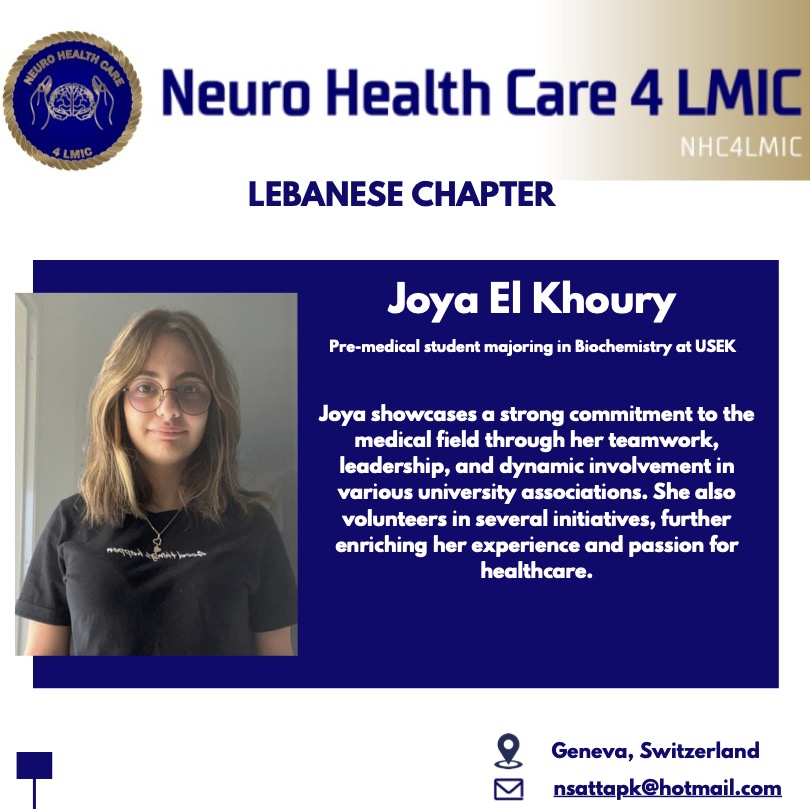 NEURO HEALTH CARE
4 LMIC
Neuro Health Care 4 LMIC
NHC4LMIC
LEBANESE CHAPTER
Joya El Khoury
Pre-medical student majoring in Biochemistry at USEK
Joya showcases a strong commitment to the
medical field through her teamwork,
leadership, and dynamic involvement in
various university associations. She also
volunteers in several initiatives, further
enriching her experience and passion for
healthcare.
Good things happen
Geneva, Switzerland
nsattapk@hotmail.com